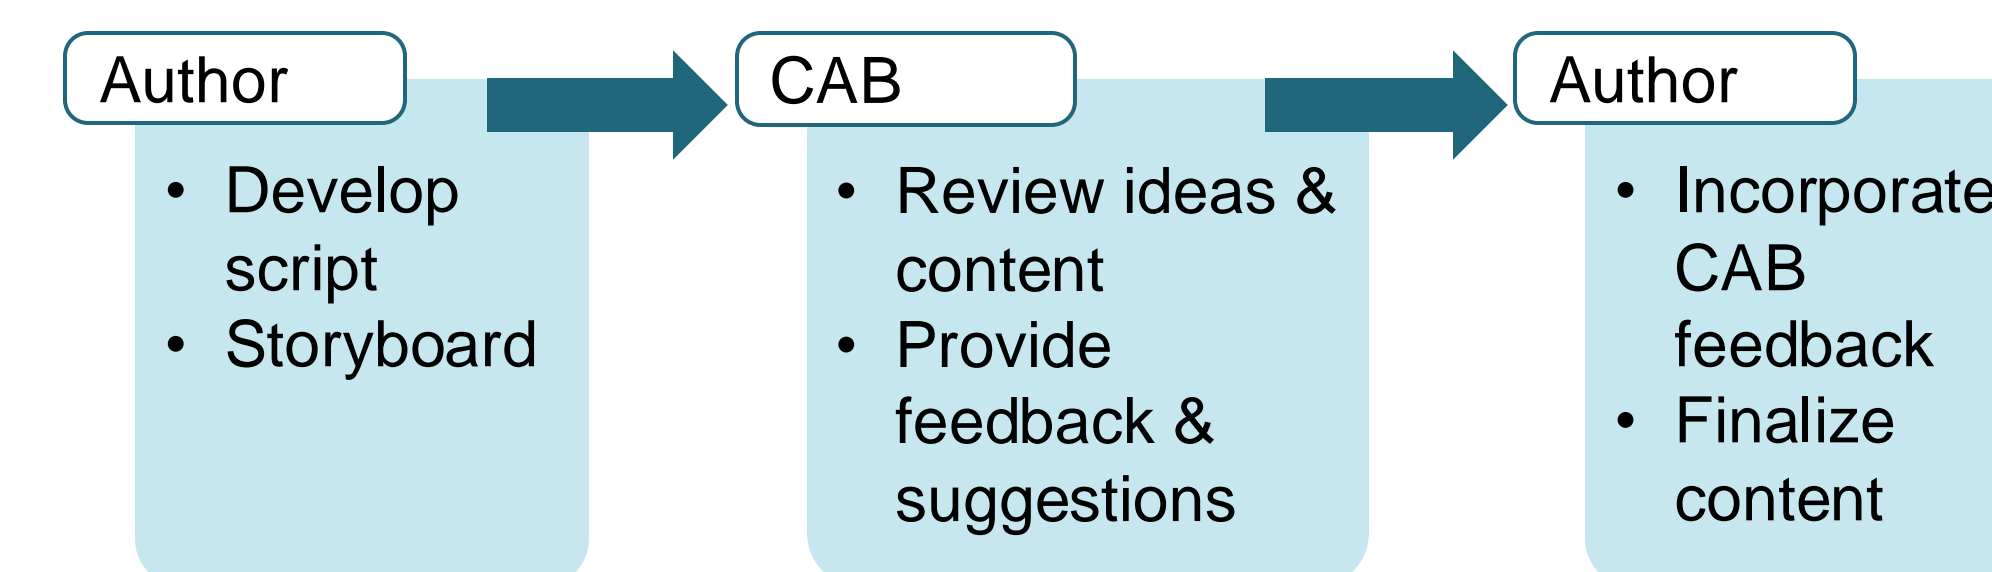 Author
• Develop
script
• Storyboard
CAB
• Review ideas &
content
• Provide
feedback &
suggestions
Author
• Incorporate
CAB
feedback
• Finalize
content